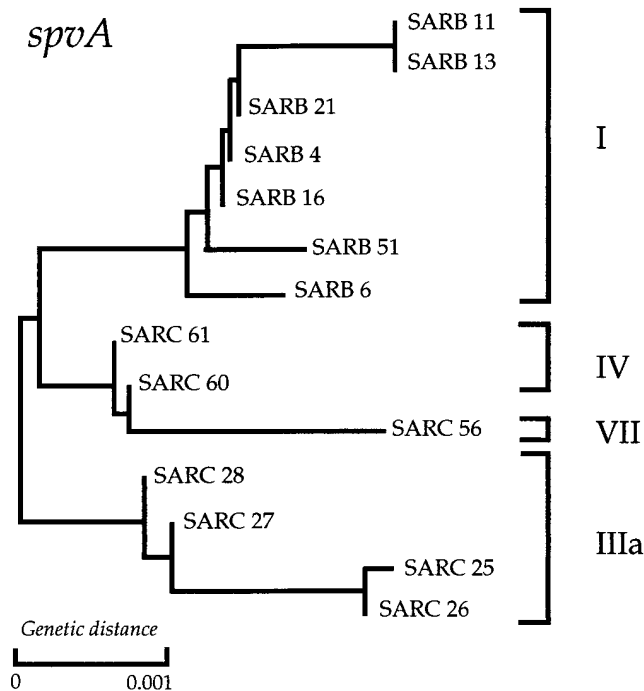 spvA
SARB 11
SARB 13
SARB 21
SARB 4
SARB 16
SARB 51
SARB 6
I
SARC 61
SARC 60
SARC 56
IV
VII
SARC 28
SARC 27
SARC 25
SARC 26
IIIa
Genetic distance
0 0.001